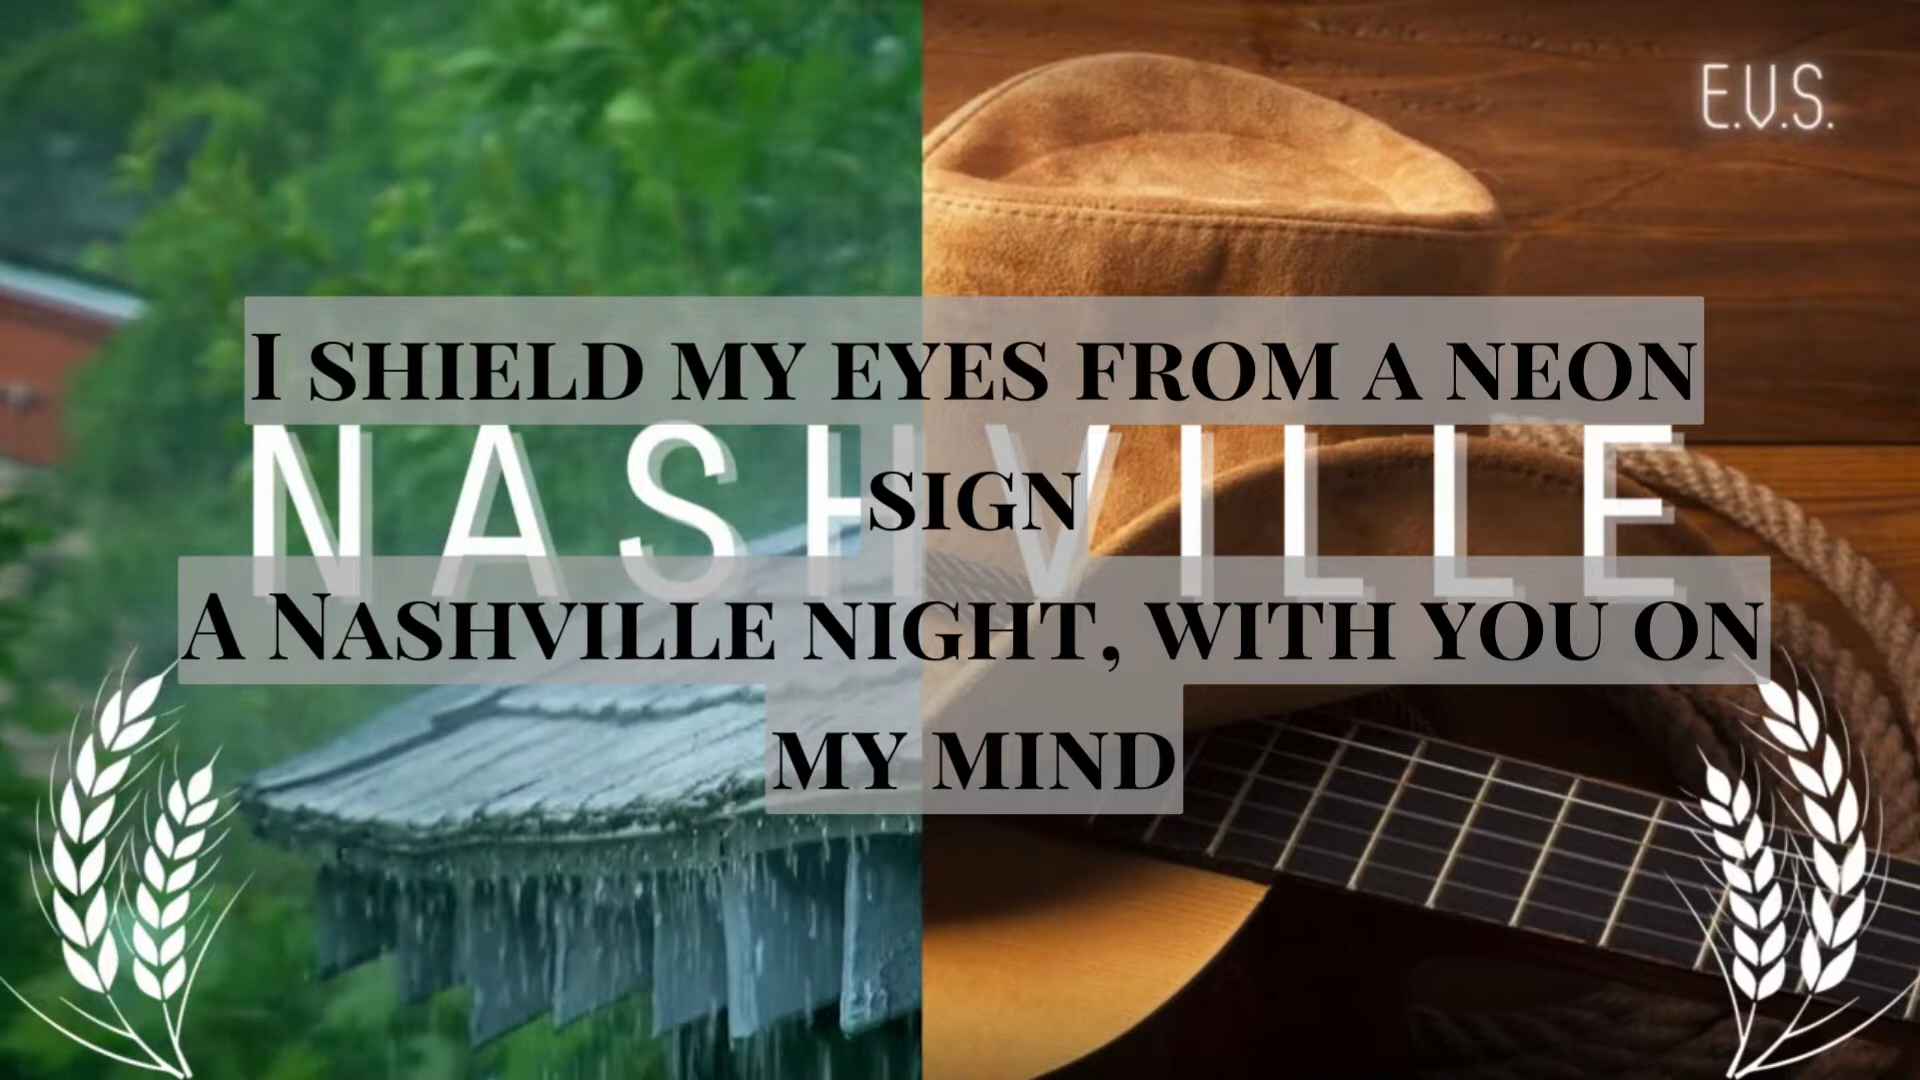 E.V.S.
I SHIELD MY EYES FROM A NEON
SIGN
NASHVILLE
A NASHVILLE NIGHT, WITH YOU ON
MY MIND